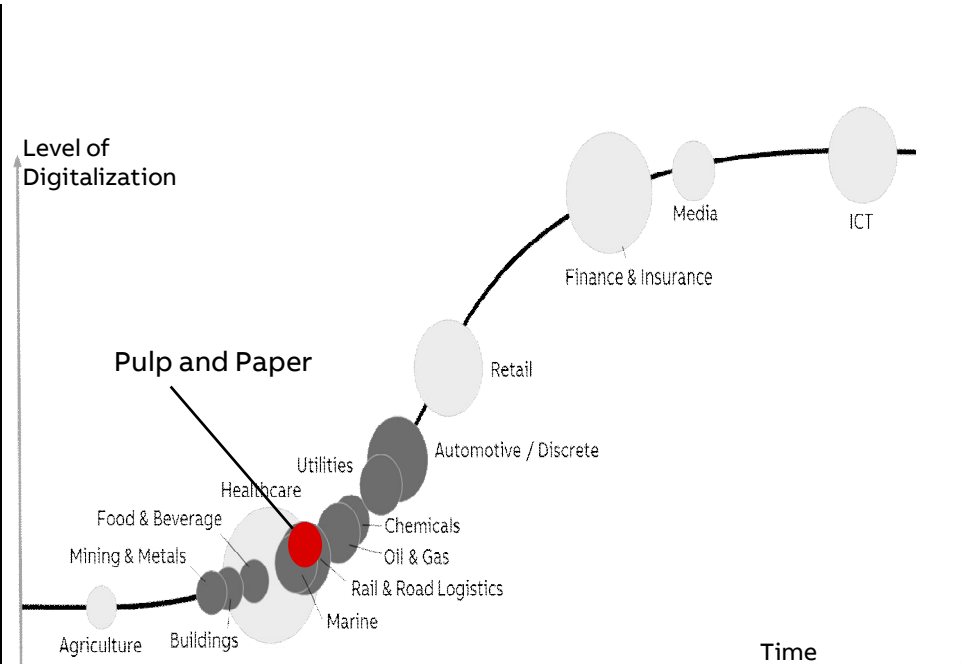 Level of
Digitalization
Media
ICT
Finance & Insurance
Pulp and Paper
Retail
Automotive / Discrete
Utilities
Healthcare
Food & Beverage
Chemicals
Mining & Metals
Oil & Gas
Rail & Road Logistics
Marine
Buildings
Agriculture
Time